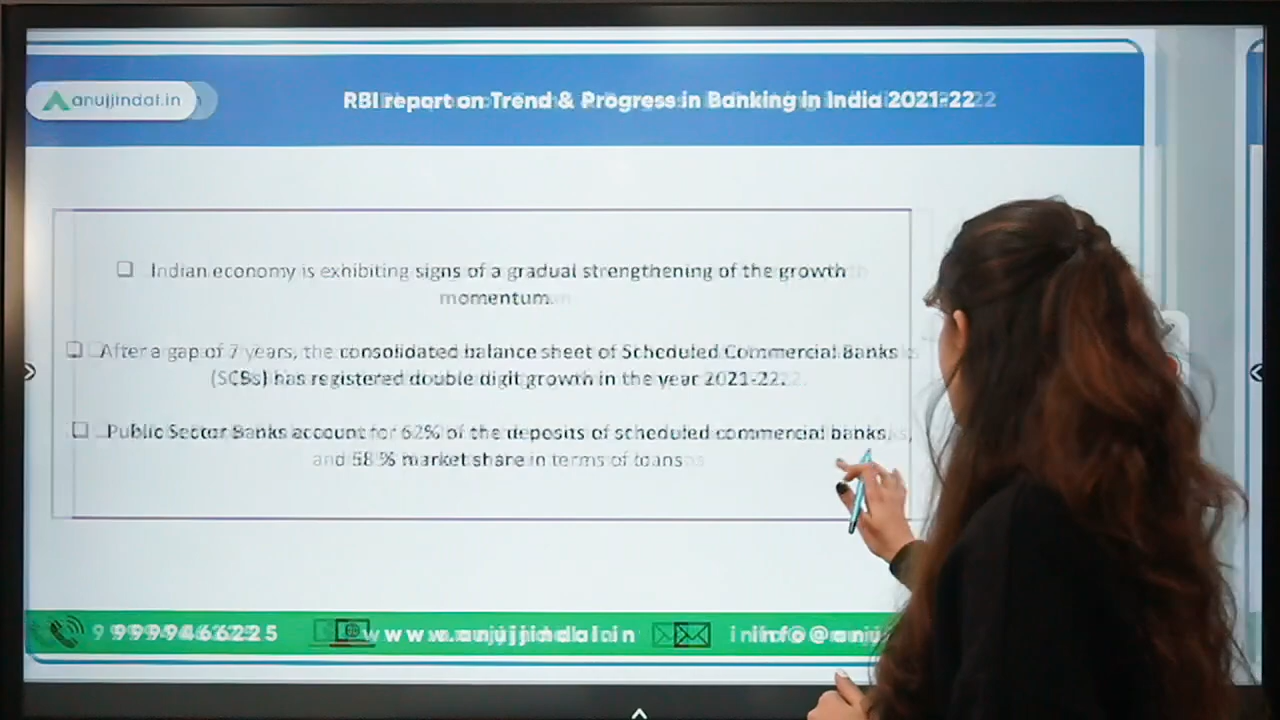 anujjindal.in
RBI report on Trend & Progress in Banking in India 2021-22
Indian economy is exhibiting signs of a gradual strengthening of the growth
momentum.
After a gap of 7 years, the consolidated balance sheet of Scheduled Commercial Banks
(SCBs) has registered double digit growth in the year 2021-22.
Public Sector Banks account for 62% of the deposits of scheduled commercial banks,
and 58 % market share in terms of loans
9999466225 www.anujjindal.in info@anuj